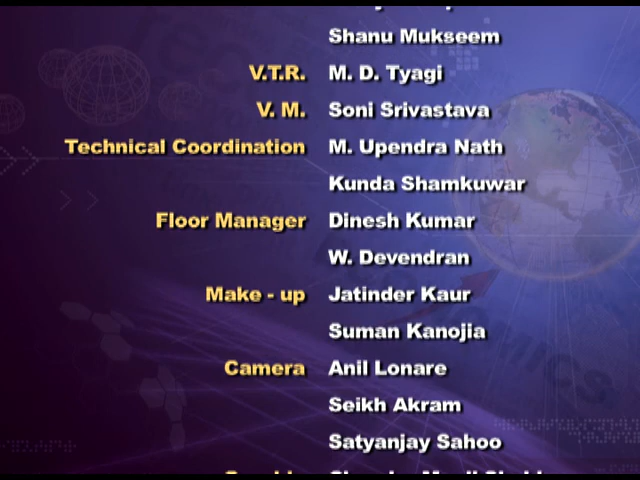 Shanu Mukseem
V.T.R. M. D. Tyagi
V. M. Soni Srivastava
Technical Coordination M. Upendra Nath
Kunda Shamkuwar
Floor Manager Dinesh Kumar
W. Devendran
Make - up Jatinder Kaur
Suman Kanojia
Camera Anil Lonare
Seikh Akram
Satyanjay Sahoo